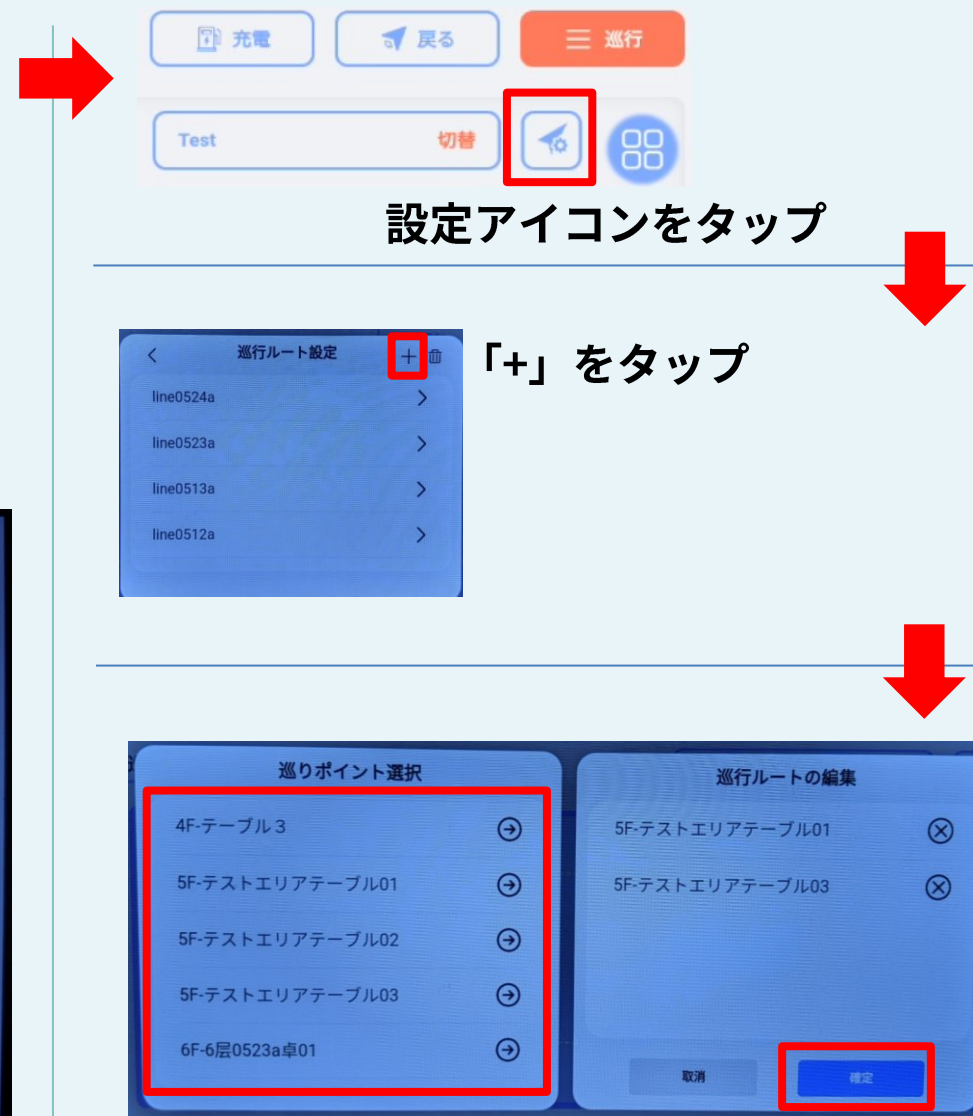 充電
戻る
巡行
Test
切替
設定アイコンをタップ
巡行ルート設定
line0524a
line0523a
line0513a
line0512a
「+」をタップ
巡りポイント選択
4F-テーブル３
5F-テストエリアテーブル01
5F-テストエリアテーブル02
5F-テストエリアテーブル03
6F-6层0523a卓01
巡行ルートの編集
5F-テストエリアテーブル01
5F-テストエリアテーブル03
取消
確定